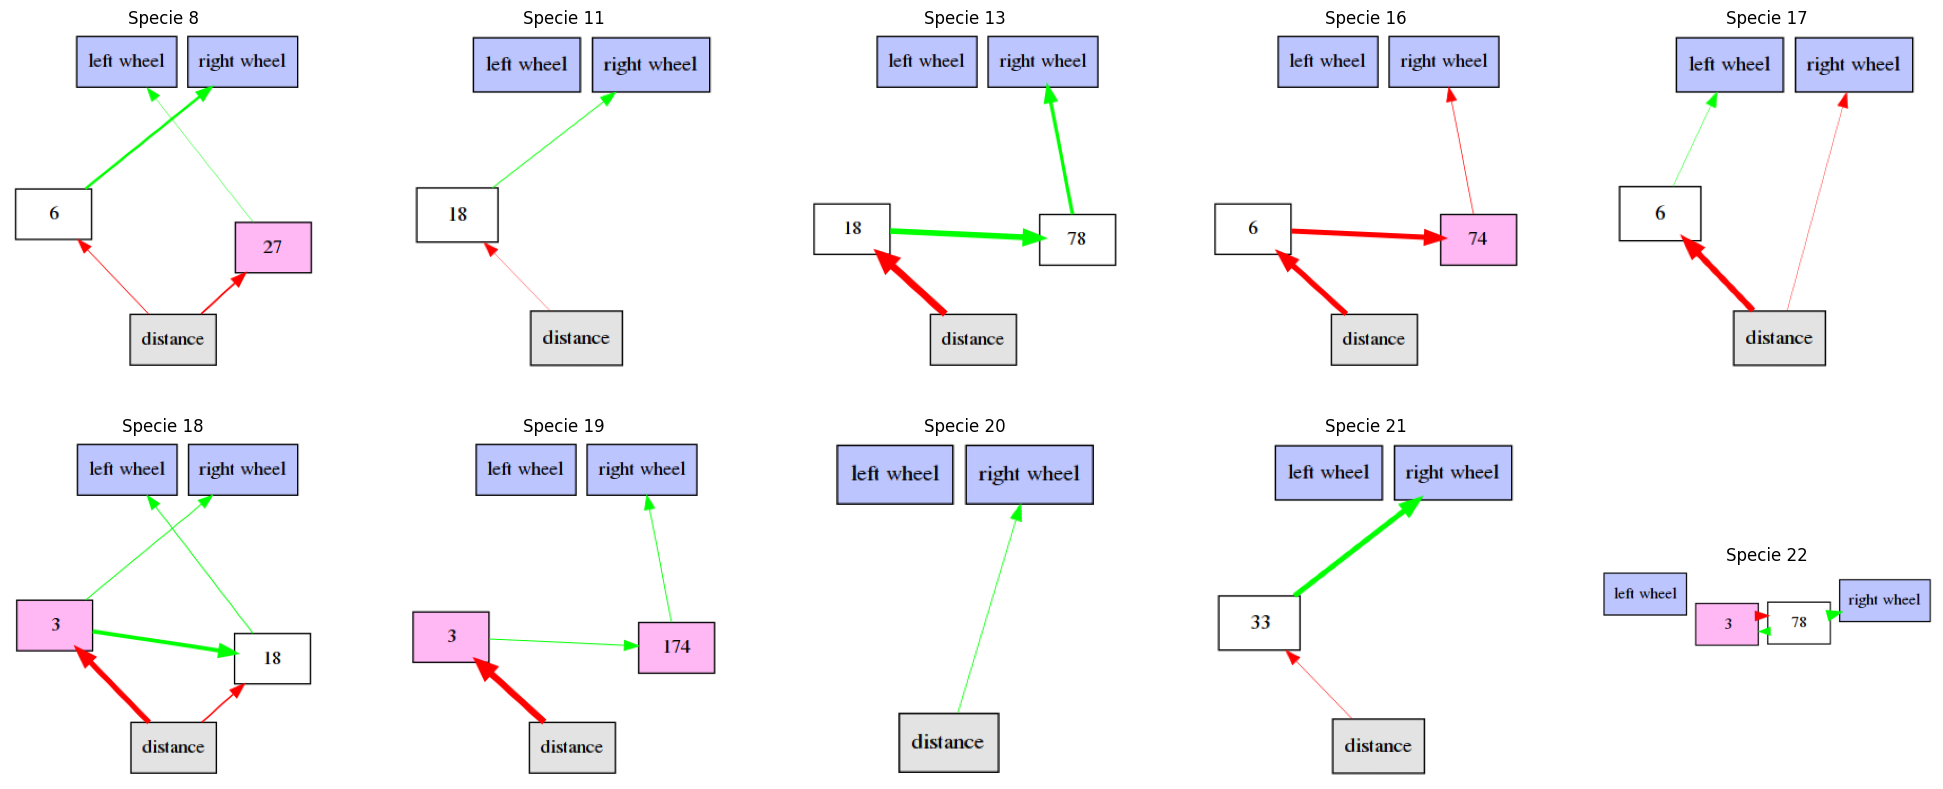 Specie 8
left wheel
right wheel
6
27
distance
Specie 11
left wheel
right wheel
18
distance
Specie 13
left wheel
right wheel
18
78
distance
Specie 16
left wheel
right wheel
6
74
distance
Specie 17
left wheel
right wheel
6
distance
Specie 18
left wheel
right wheel
3
18
distance
Specie 19
left wheel
right wheel
3
174
distance
Specie 20
left wheel
right wheel
distance
Specie 21
left wheel
right wheel
33
distance
Specie 22
left wheel
3
78
right wheel